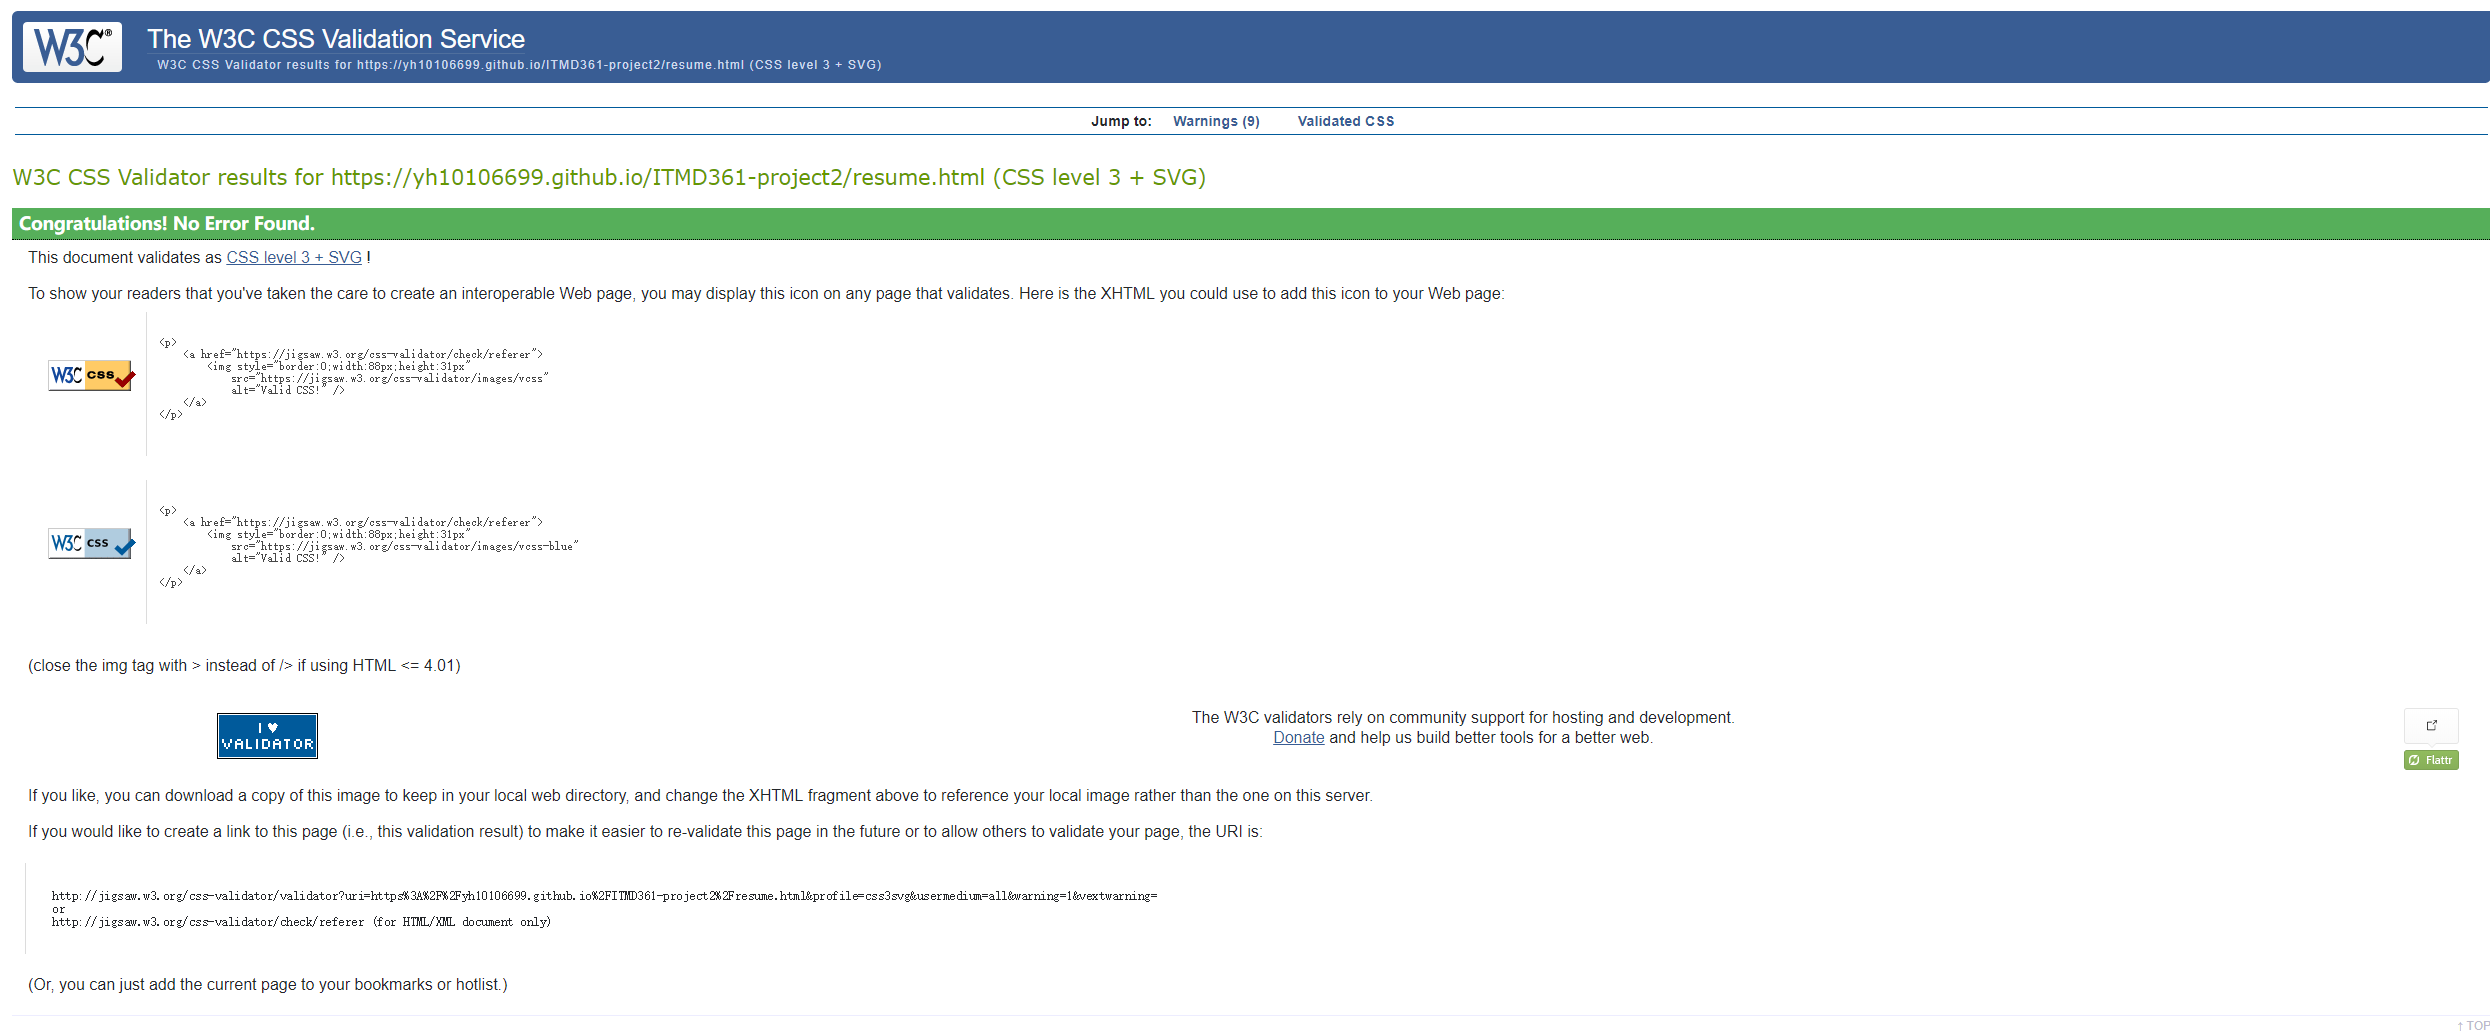 W3C®
The W3C CSS Validation Service
W3C CSS Validator results for https://yh10106699.github.io/ITMD361-project2/resume.html (CSS level 3 + SVG)
Jump to: Warnings (9) Validated CSS
W3C CSS Validator results for https://yh10106699.github.io/ITMD361-project2/resume.html (CSS level 3 + SVG)
Congratulations! No Error Found.
This document validates as CSS level 3 + SVG !
To show your readers that you've taken the care to create an interoperable Web page, you may display this icon on any page that validates. Here is the XHTML you could use to add this icon to your Web page:
W3C css
<p>
<a href="https://jigsaw.w3.org/css-validator/check/referer">
<img style="border:0;width:88px;height:31px"
src="https://jigsaw.w3.org/css-validator/images/vcss"
alt="Valid CSS!" />
</a>
</p>
W3C css
<p>
<a href="https://jigsaw.w3.org/css-validator/check/referer">
<img style="border:0;width:88px;height:31px"
src="https://jigsaw.w3.org/css-validator/images/vcss-blue"
alt="Valid CSS!" />
</a>
</p>
(close the img tag with > instead of /> if using HTML <= 4.01)
I ♥
VALIDATOR
The W3C validators rely on community support for hosting and development.
Donate and help us build better tools for a better web.
Flattr
If you like, you can download a copy of this image to keep in your local web directory, and change the XHTML fragment above to reference your local image rather than the one on this server.
If you would like to create a link to this page (i.e., this validation result) to make it easier to re-validate this page in the future or to allow others to validate your page, the URI is:
http://jigsaw.w3.org/css-validator/validator?uri=https%3A%2F%2Fyh10106699.github.io%2FITMD361-project2%2Fresume.html&profile=css3svg&usermedium=all&warning=1&vextwarning=
or
http://jigsaw.w3.org/css-validator/check/referer (for HTML/XML document only)
(Or, you can just add the current page to your bookmarks or hotlist.)
↑ TOP